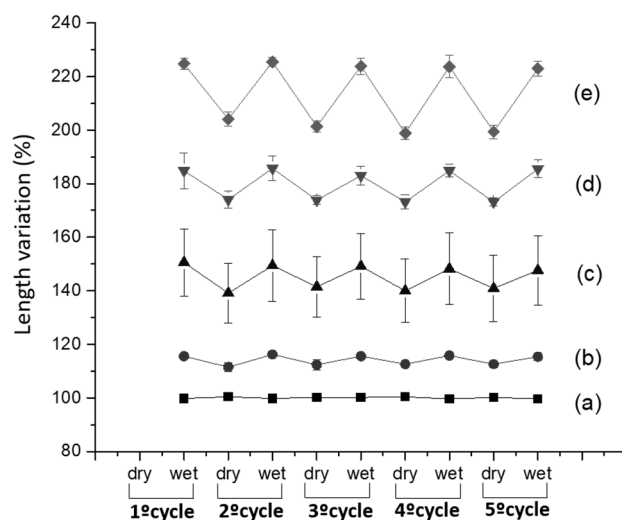 Length variation (%)
240
220
200
180
160
140
120
100
80
(e)
(d)
(c)
(b)
(a)
dry wet dry wet dry wet dry wet dry wet
1ºcycle 2ºcycle 3ºcycle 4ºcycle 5ºcycle